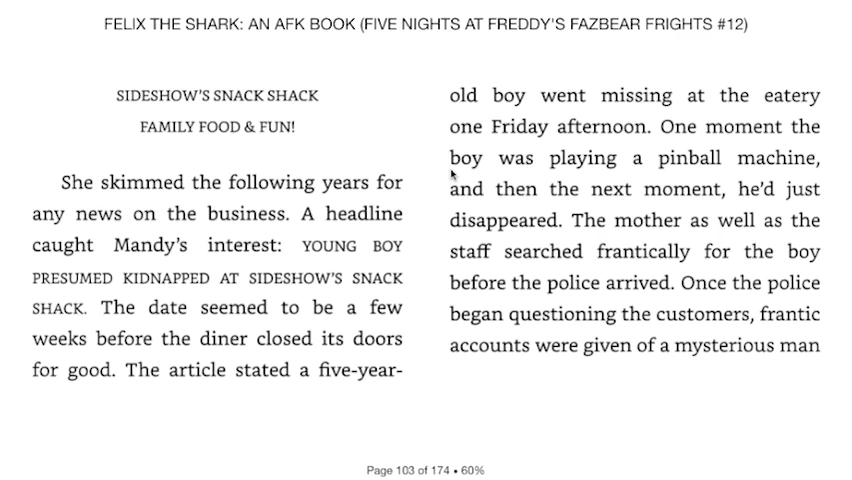 FELIX THE SHARK: AN AFK BOOK (FIVE NIGHTS AT FREDDY'S FAZBEAR FRIGHTS #12)
SIDESHOW'S SNACK SHACK
FAMILY FOOD & FUN!
She skimmed the following years for
any news on the business. A headline
caught Mandy's interest: YOUNG BOY
PRESUMED KIDNAPPED AT SIDESHOW'S SNACK
SHACK. The date seemed to be a few
weeks before the diner closed its doors
for good. The article stated a five-year-
old boy went missing at the eatery
one Friday afternoon. One moment the
boy was playing a pinball machine,
and then the next moment, he'd just
disappeared. The mother as well as the
staff searched frantically for the boy
before the police arrived. Once the police
began questioning the customers, frantic
accounts were given of a mysterious man
Page 103 of 174 • 60%